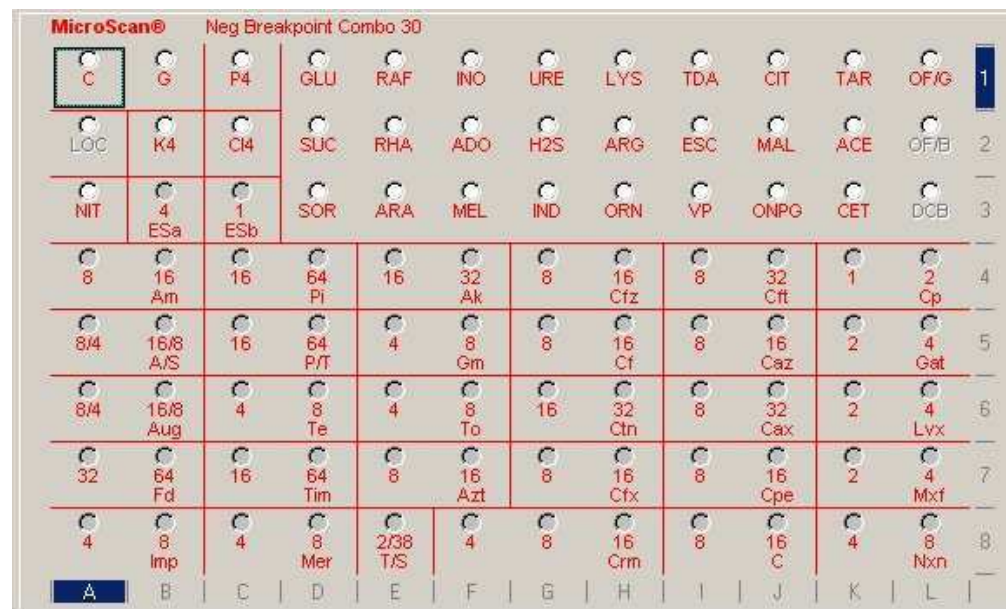 MicroScan® Neg Breakpoint Combo 30
C G P4 GLU RAF INO URE LYS TDA CIT TAR OF/G 1
LOC K4 Cl4 SUC RHA ADO H2S ARG ESC MAL ACE OF/B 2
NIT 4 1 SOR ARA MEL IND ORN VP ONPG CET DCB 3
ESa ESb
8 16 16 64 16 32 8 16 8 32 1 2 4
Am Pi Ak Cfz Cft Cp
8/4 16/8 16 64 4 8 8 16 8 16 2 4 5
A/S P/T Gm Cf Caz Gat
8/4 16/8 4 8 4 8 16 32 8 32 2 4 6
Aug Te To Ctn Cax Lvx
32 64 16 64 8 16 8 16 8 16 2 4 7
Fd Tim Azt Cfx Cpe Mxf
4 8 4 8 2/38 4 8 16 8 16 4 8 8
Imp Mer T/S Crm C Nxn
A B C D E F G H I J K L